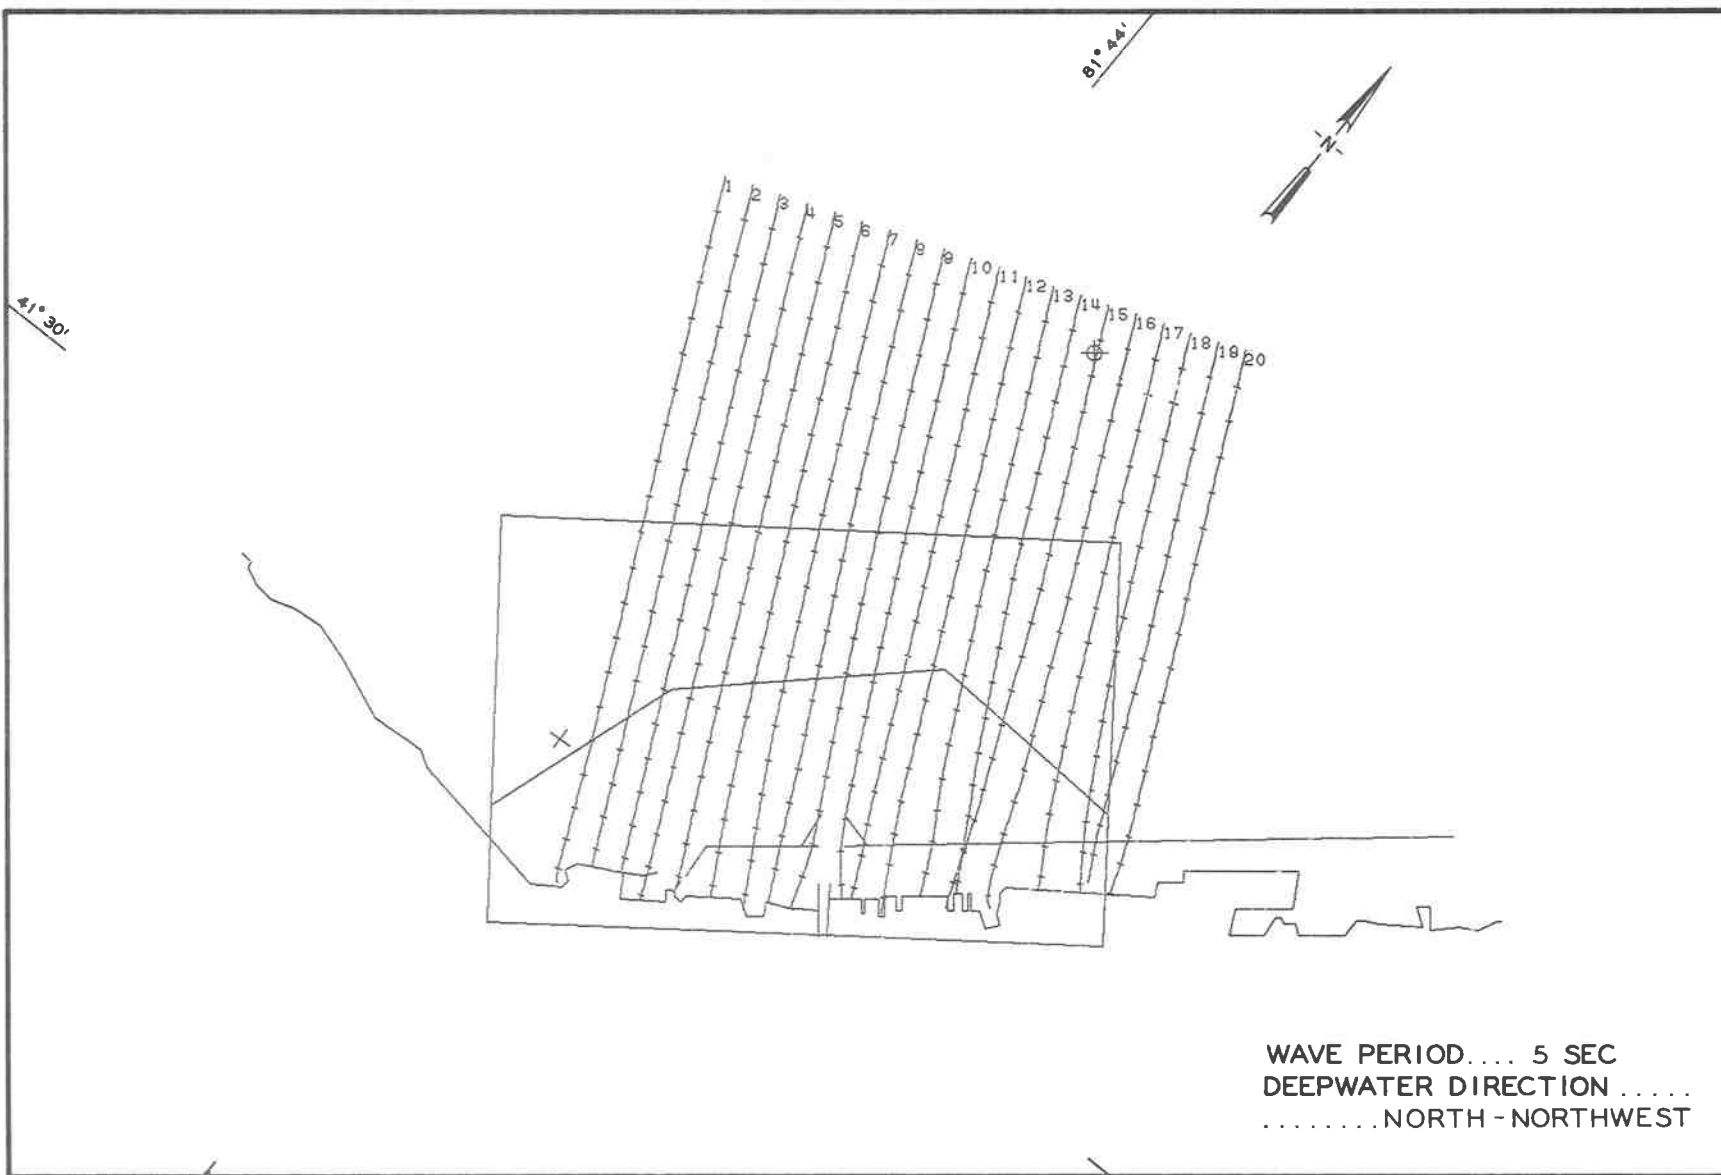 81° 44'
-N-
41° 30'
1 2 3 4 5 6 7 8 9 10 11 12 13 14 15 16 17 18 19 20
WAVE PERIOD.... 5 SEC
DEEPWATER DIRECTION .....
........NORTH-NORTHWEST